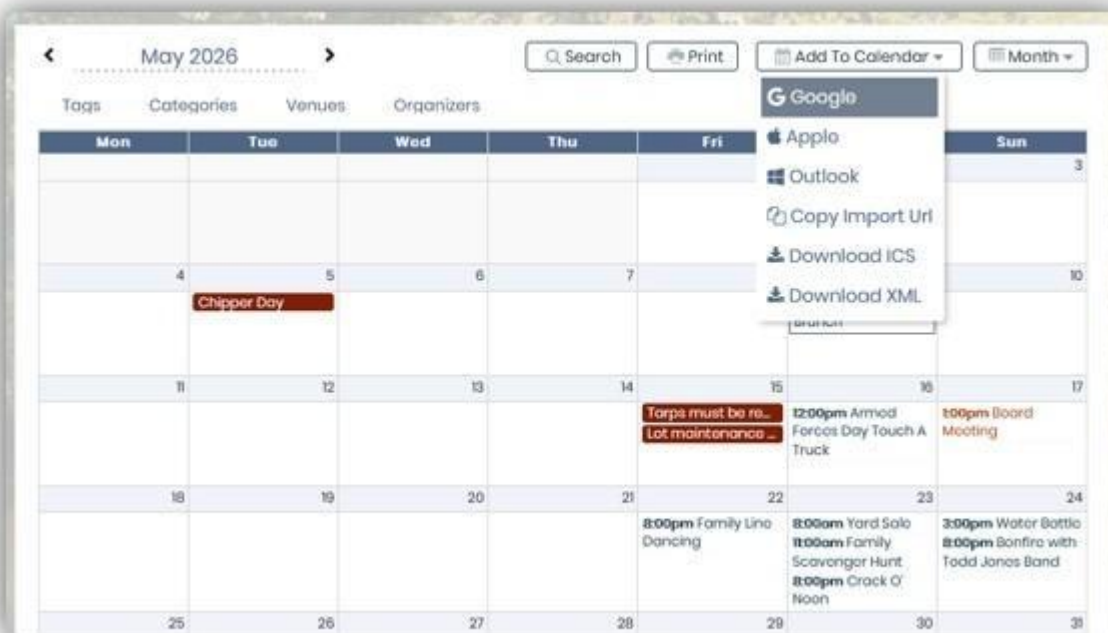 May 2026
Search
Print
Add To Calendar
Month
Tags Categories Venues Organizers
Google
Apple
Outlook
Copy Import Url
Download ICS
Download XML
Mon Tue Wed Thu Fri Sun
3
4 5 6 7 10
Chipper Day
Brunch
11 12 13 14 15 16 17
Tarps must be re...
Lot maintenance ...
12:00pm Armed
Forces Day Touch A
Truck
1:00pm Board
Meeting
18 19 20 21 22 23 24
8:00pm Family Line
Dancing
8:00am Yard Sale
11:00am Family
Scavenger Hunt
8:00pm Crack O'
Noon
3:00pm Water Battle
8:00pm Bonfire with
Todd Jones Band
25 26 27 28 29 30 31